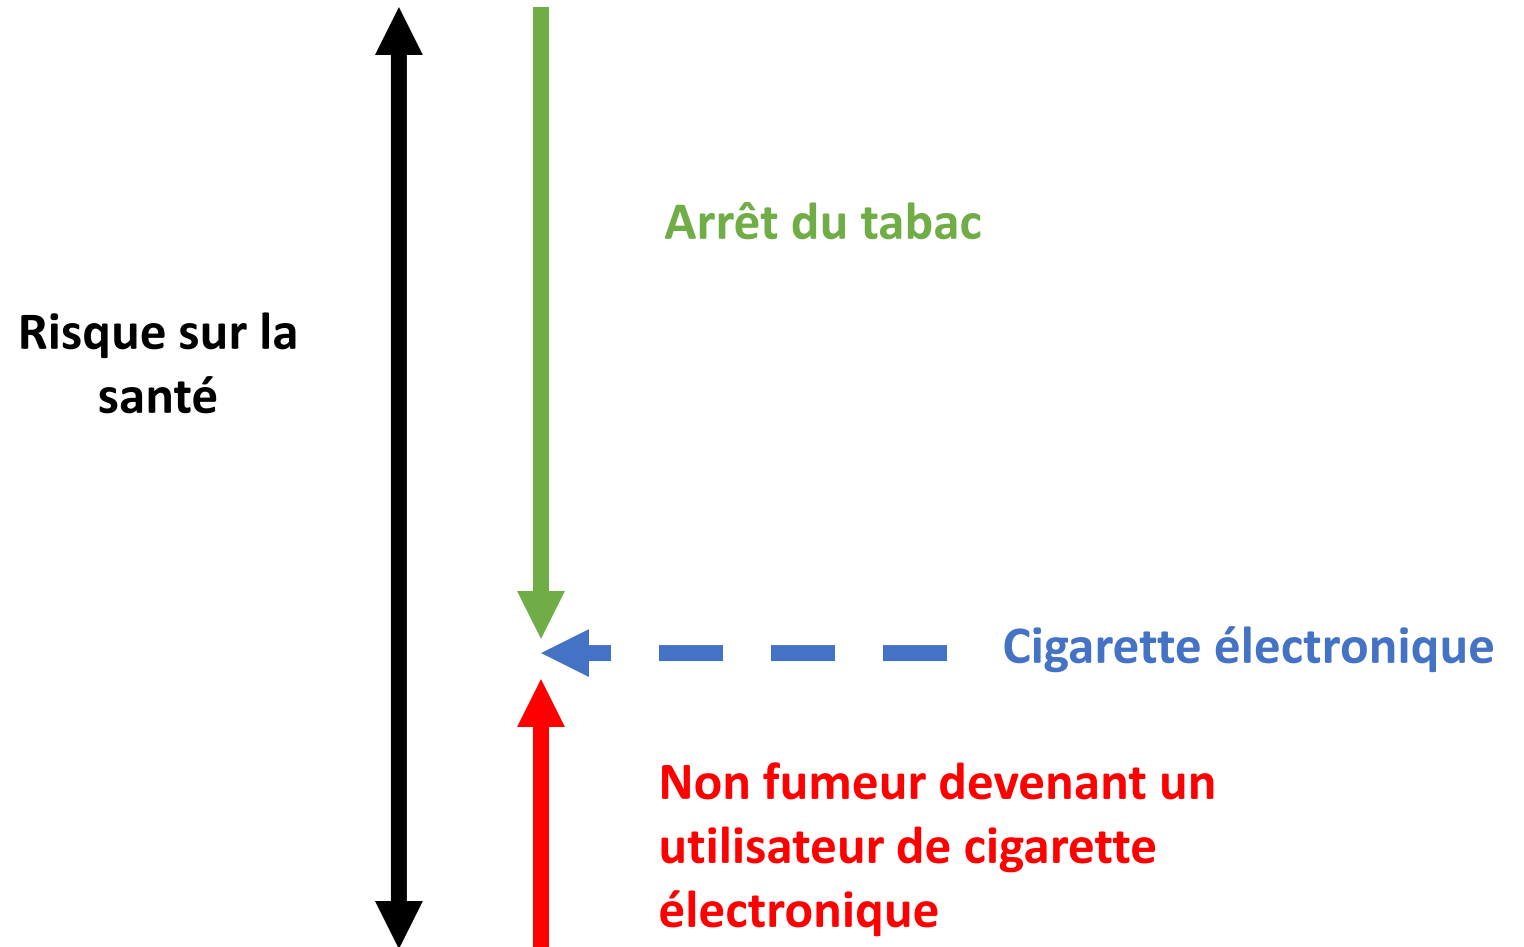 Arrêt du tabac
Risque sur la
santé
Cigarette électronique
Non fumeur devenant un
utilisateur de cigarette
électronique